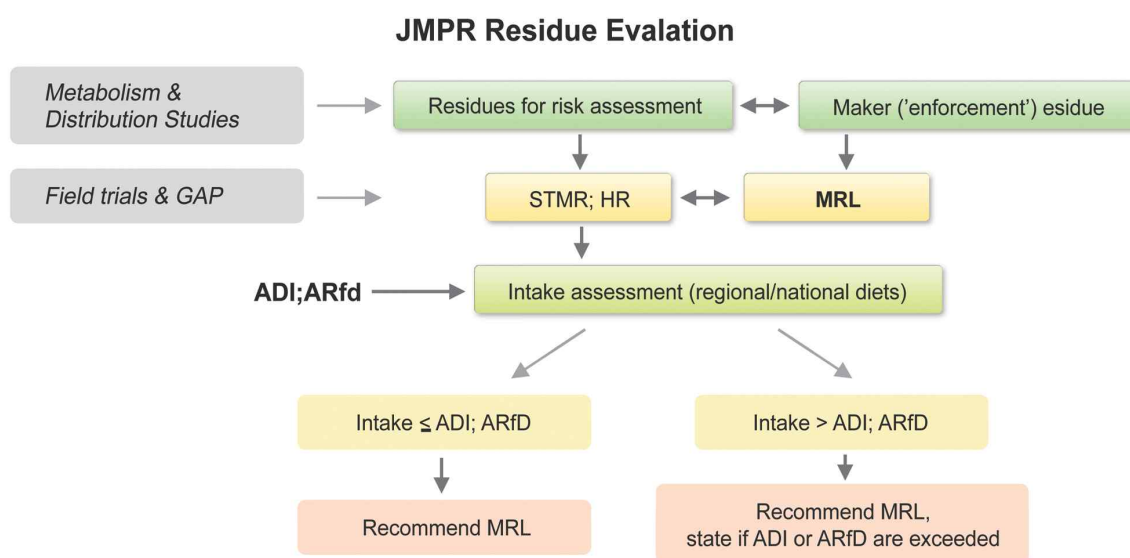 JMPR Residue Evalation
Metabolism &
Distribution Studies
Residues for risk assessment
Maker ('enforcement') esidue
Field trials & GAP
STMR; HR
MRL
ADI;ARfd
Intake assessment (regional/national diets)
Intake ≤ ADI; ARfD
Intake > ADI; ARfD
Recommend MRL
Recommend MRL,
state if ADI or ARfD are exceeded